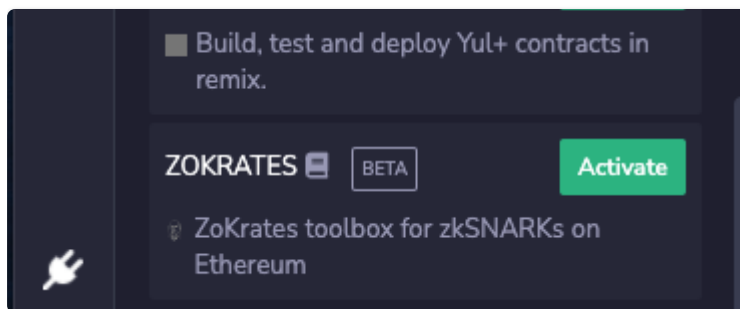 Build, test and deploy Yul+ contracts in
remix.
ZOKRATES BETA Activate
ZoKrates toolbox for zkSNARKs on
Ethereum